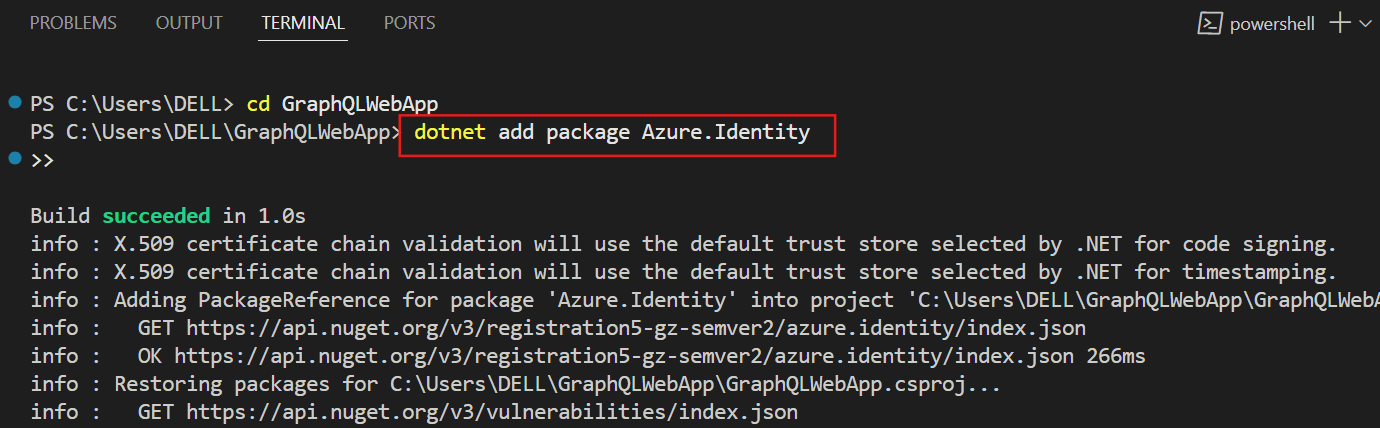 PROBLEMS OUTPUT TERMINAL PORTS powershell
PS C:\Users\DELL> cd GraphQLWebApp
PS C:\Users\DELL\GraphQLWebApp> dotnet add package Azure.Identity
>>
Build succeeded in 1.0s
info : X.509 certificate chain validation will use the default trust store selected by .NET for code signing.
info : X.509 certificate chain validation will use the default trust store selected by .NET for timestamping.
info : Adding PackageReference for package 'Azure.Identity' into project 'C:\Users\DELL\GraphQLWebApp\GraphQLWebA
info :   GET https://api.nuget.org/v3/registration5-gz-semver2/azure.identity/index.json
info :   OK https://api.nuget.org/v3/registration5-gz-semver2/azure.identity/index.json 266ms
info : Restoring packages for C:\Users\DELL\GraphQLWebApp\GraphQLWebApp.csproj...
info :   GET https://api.nuget.org/v3/vulnerabilities/index.json